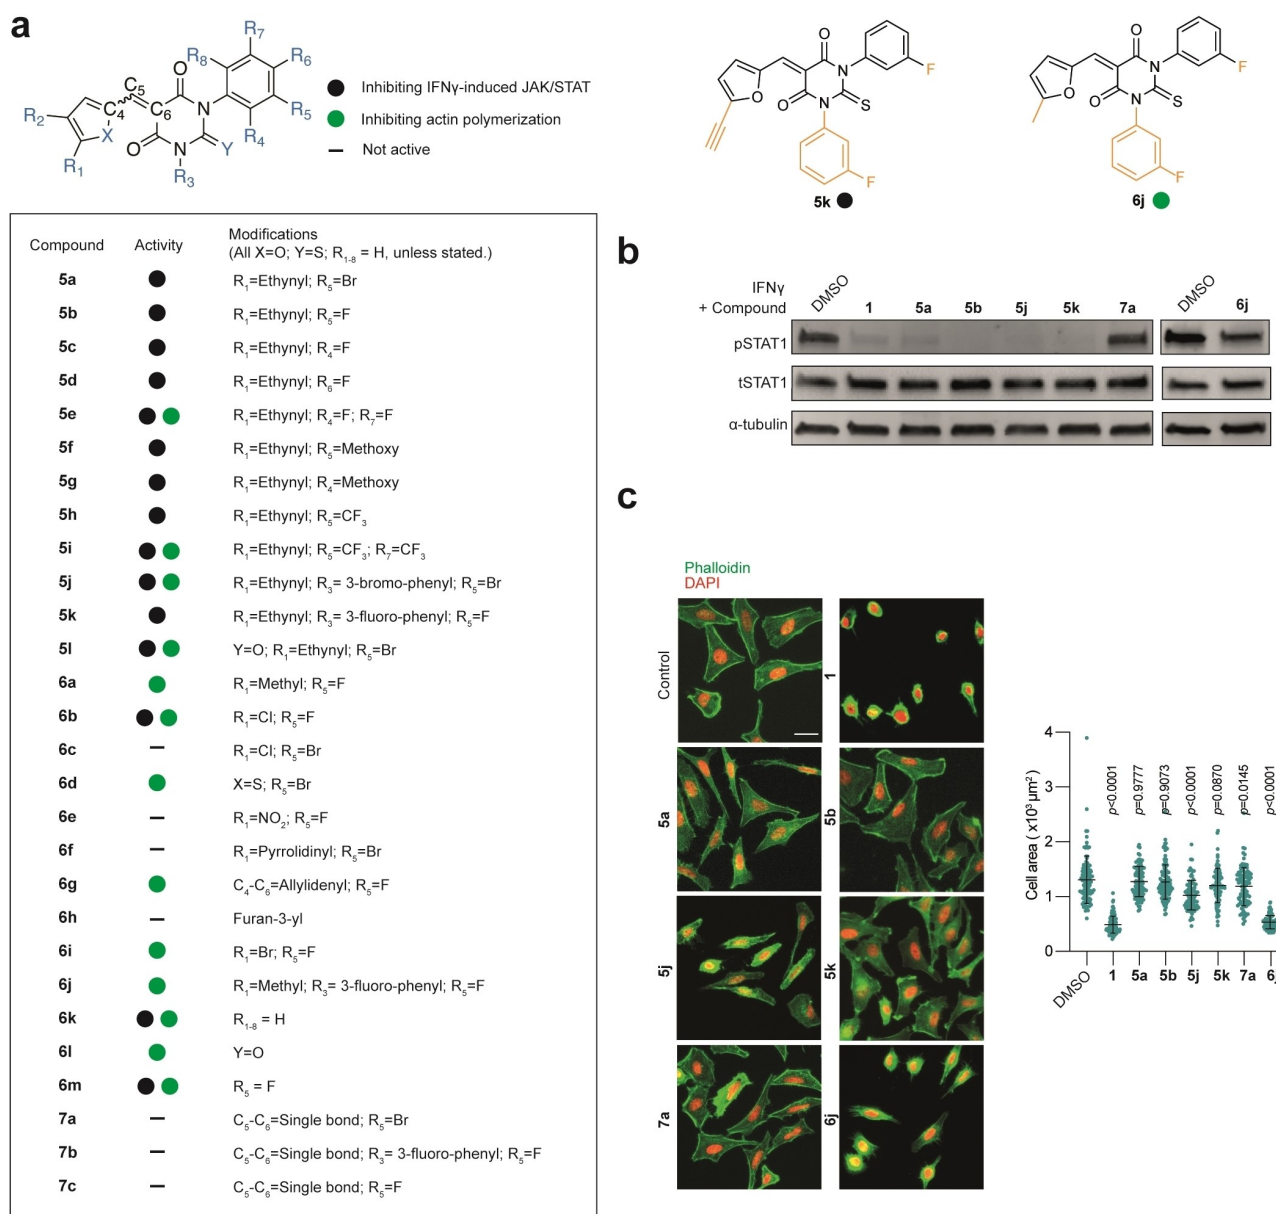 a
R7
R8
R6
R5
R4
R2
R1
R3
C5
C4
C6
X
O
O
N
N
Y
Inhibiting IFNγ-induced JAK/STAT
Inhibiting actin polymerization
Not active
O
O
O
N
N
S
F
F
5k
O
O
O
N
N
S
F
F
6j
Compound Activity Modifications
(All X=O; Y=S; R1-8 = H, unless stated.)
5a R1=Ethynyl; R5=Br
5b R1=Ethynyl; R5=F
5c R1=Ethynyl; R4=F
5d R1=Ethynyl; R6=F
5e R1=Ethynyl; R4=F; R7=F
5f R1=Ethynyl; R5=Methoxy
5g R1=Ethynyl; R4=Methoxy
5h R1=Ethynyl; R5=CF3
5i R1=Ethynyl; R5=CF3; R7=CF3
5j R1=Ethynyl; R3= 3-bromo-phenyl; R5=Br
5k R1=Ethynyl; R3= 3-fluoro-phenyl; R5=F
5l Y=O; R1=Ethynyl; R5=Br
6a R1=Methyl; R5=F
6b R1=Cl; R5=F
6c R1=Cl; R5=Br
6d X=S; R5=Br
6e R1=NO2; R5=F
6f R1=Pyrrolidinyl; R5=Br
6g C4-C6=Allylidenyl; R5=F
6h Furan-3-yl
6i R1=Br; R5=F
6j R1=Methyl; R3= 3-fluoro-phenyl; R5=F
6k R1-8 = H
6l Y=O
6m R5 = F
7a C5-C6=Single bond; R5=Br
7b C5-C6=Single bond; R3= 3-fluoro-phenyl; R5=F
7c C5-C6=Single bond; R5=F
b
IFNγ
+ Compound DMSO 1 5a 5b 5j 5k 7a DMSO 6j
pSTAT1
tSTAT1
α-tubulin
c
Phalloidin
DAPI
Control
1
5a
5b
5j
5k
7a
6j
Cell area ( x10³ µm²)
4
3
2
1
0
p<0.0001
p=0.9777
p=0.9073
p<0.0001
p=0.0870
p=0.0145
p<0.0001
DMSO 1 5a 5b 5j 5k 7a 6j